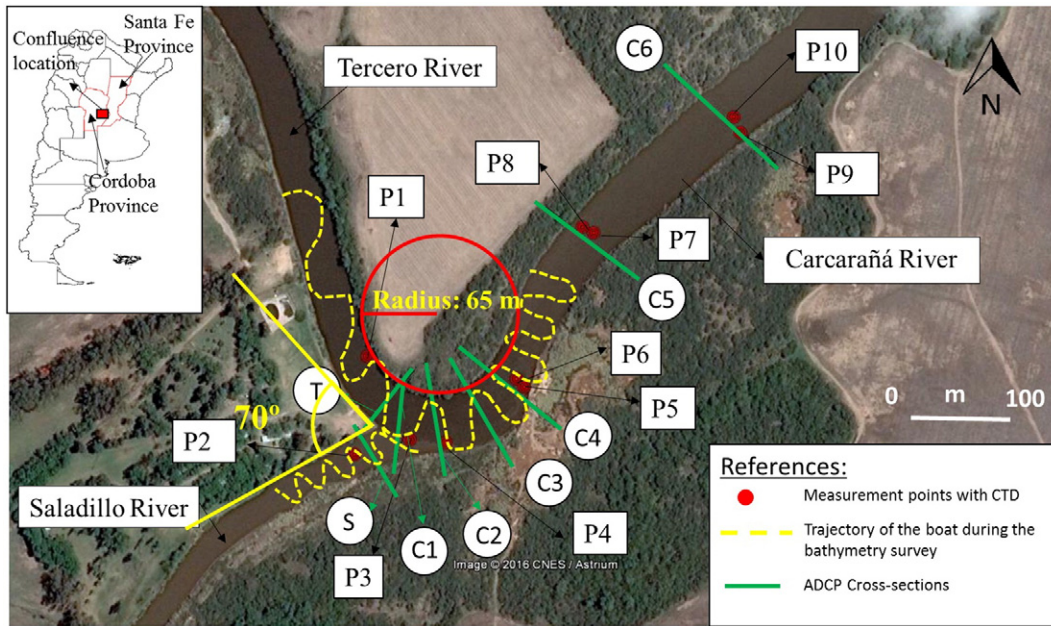 Santa Fe
Province
Confluence
location
Córdoba
Province
Tercero River
C6
P10
N
P8
P9
P1
P7
Carcarañá River
Radius: 65 m
C5
P6
T
70º
P5
0 m 100
P2
C4
C3
Saladillo River
S
C2
P4
C1
P3
Image © 2016 CNES / Astrium
References:
Measurement points with CTD
Trajectory of the boat during the
bathymetry survey
ADCP Cross-sections